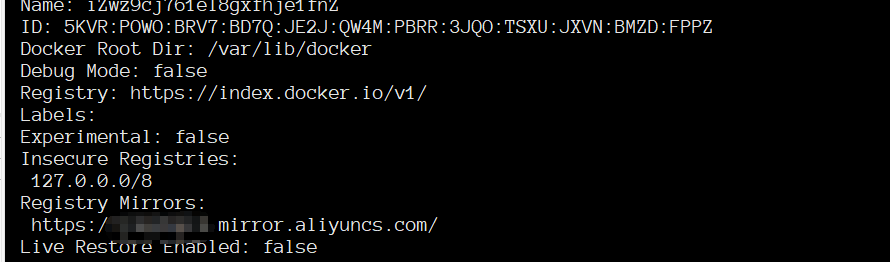 Name: iZwz9cj761el8gxfhje1fnZ
ID: 5KVR:POWO:BRV7:BD7Q:JE2J:QW4M:PBRR:3JQO:TSXU:JXVN:BMZD:FPPZ
Docker Root Dir: /var/lib/docker
Debug Mode: false
Registry: https://index.docker.io/v1/
Labels:
Experimental: false
Insecure Registries:
127.0.0.0/8
Registry Mirrors:
https:/ mirror.aliyuncs.com/
Live Restore Enabled: false